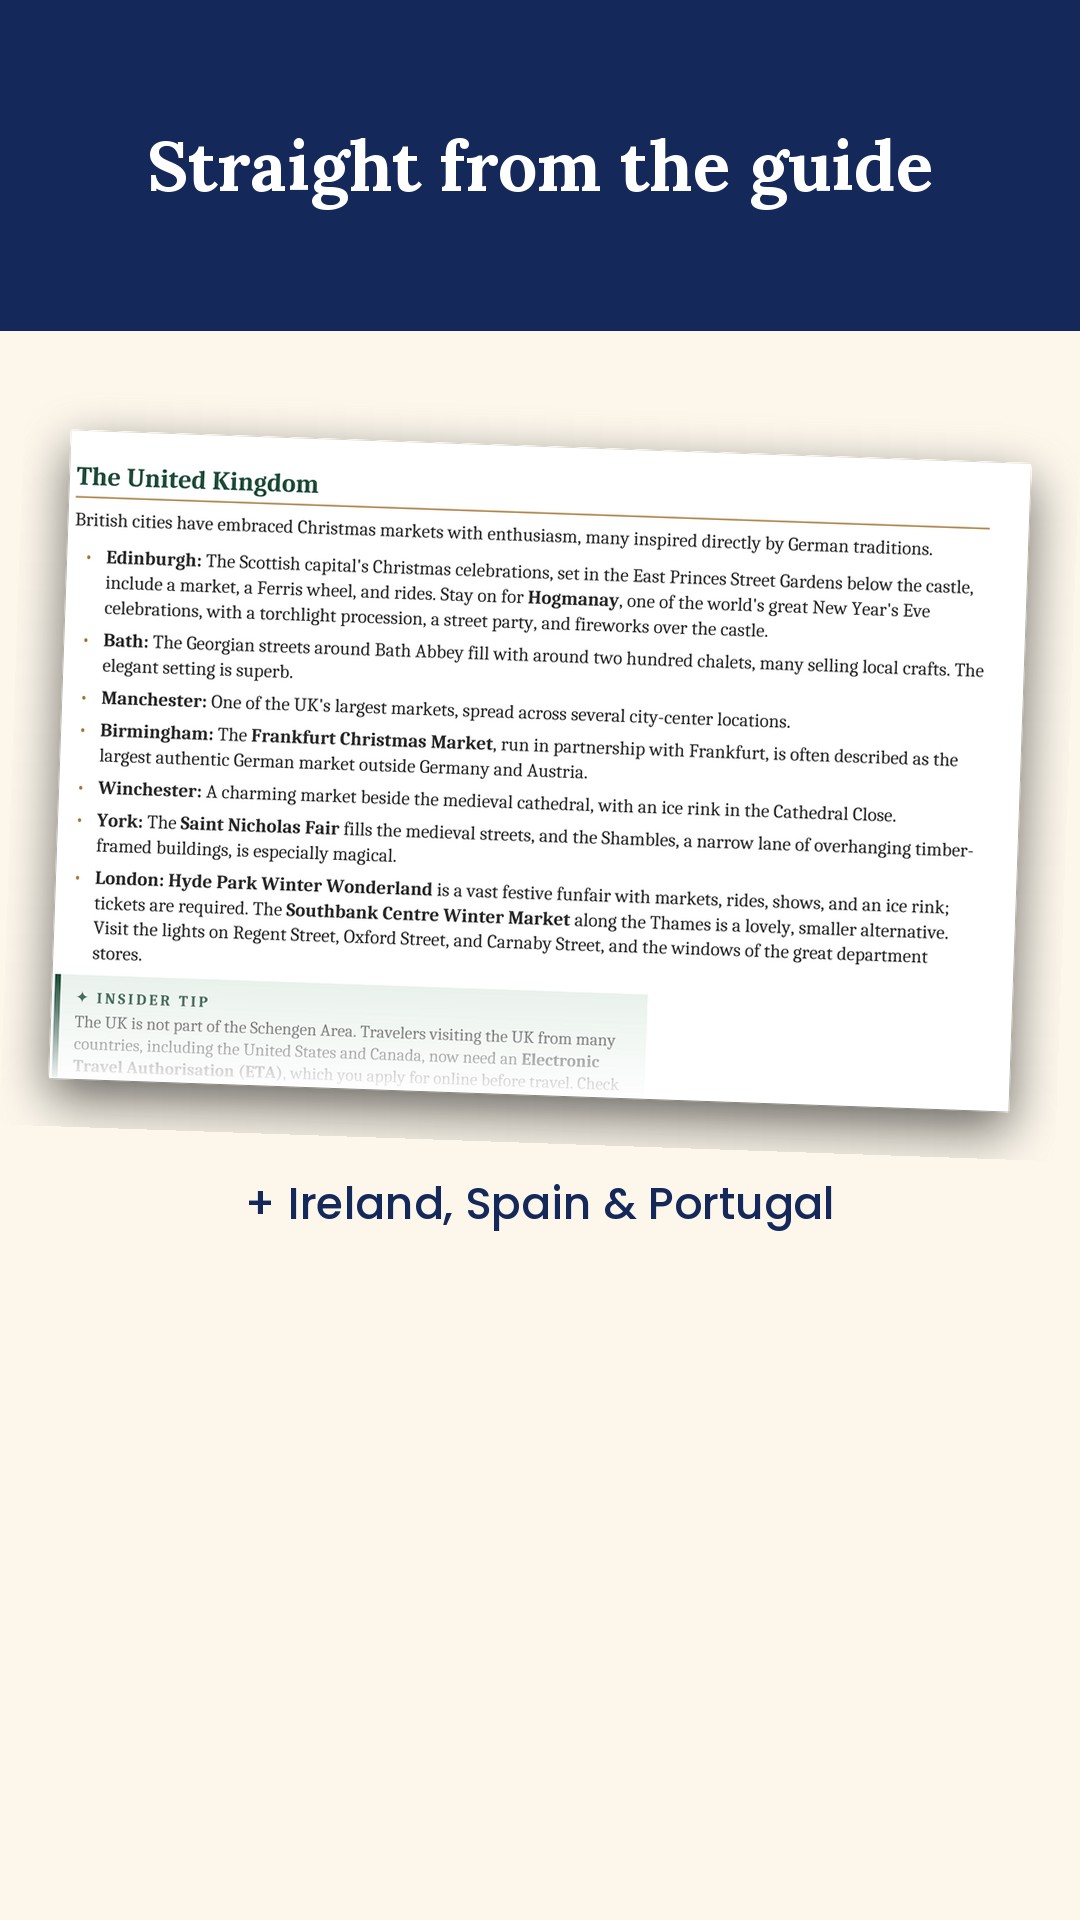 Straight from the guide
The United Kingdom
British cities have embraced Christmas markets with enthusiasm, many inspired directly by German traditions.
• Edinburgh: The Scottish capital's Christmas celebrations, set in the East Princes Street Gardens below the castle,
include a market, a Ferris wheel, and rides. Stay on for Hogmanay, one of the world's great New Year's Eve
celebrations, with a torchlight procession, a street party, and fireworks over the castle.
• Bath: The Georgian streets around Bath Abbey fill with around two hundred chalets, many selling local crafts. The
elegant setting is superb.
• Manchester: One of the UK's largest markets, spread across several city-center locations.
• Birmingham: The Frankfurt Christmas Market, run in partnership with Frankfurt, is often described as the
largest authentic German market outside Germany and Austria.
• Winchester: A charming market beside the medieval cathedral, with an ice rink in the Cathedral Close.
• York: The Saint Nicholas Fair fills the medieval streets, and the Shambles, a narrow lane of overhanging timber-
framed buildings, is especially magical.
• London: Hyde Park Winter Wonderland is a vast festive funfair with markets, rides, shows, and an ice rink;
tickets are required. The Southbank Centre Winter Market along the Thames is a lovely, smaller alternative.
Visit the lights on Regent Street, Oxford Street, and Carnaby Street, and the windows of the great department
stores.
✦ INSIDER TIP
The UK is not part of the Schengen Area. Travelers visiting the UK from many
countries, including the United States and Canada, now need an Electronic
Travel Authorisation (ETA), which you apply for online before travel. Check
+ Ireland, Spain & Portugal